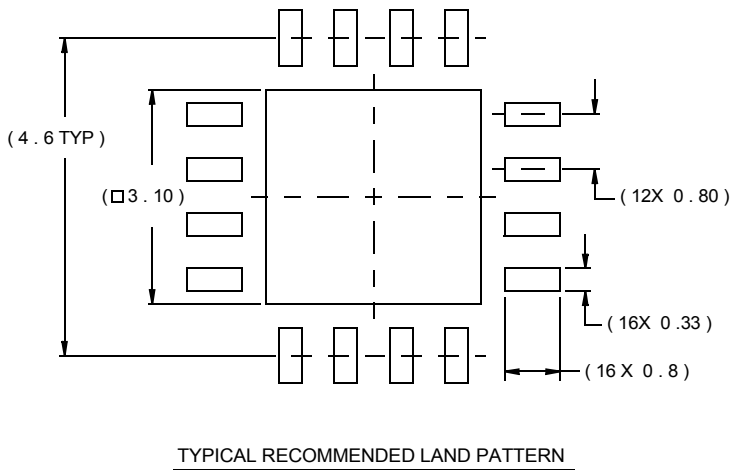 ( 4 . 6 TYP )
( □ 3 . 10 )
( 12X 0 . 80 )
( 16X 0 .33 )
( 16 X 0 . 8 )
TYPICAL RECOMMENDED LAND PATTERN